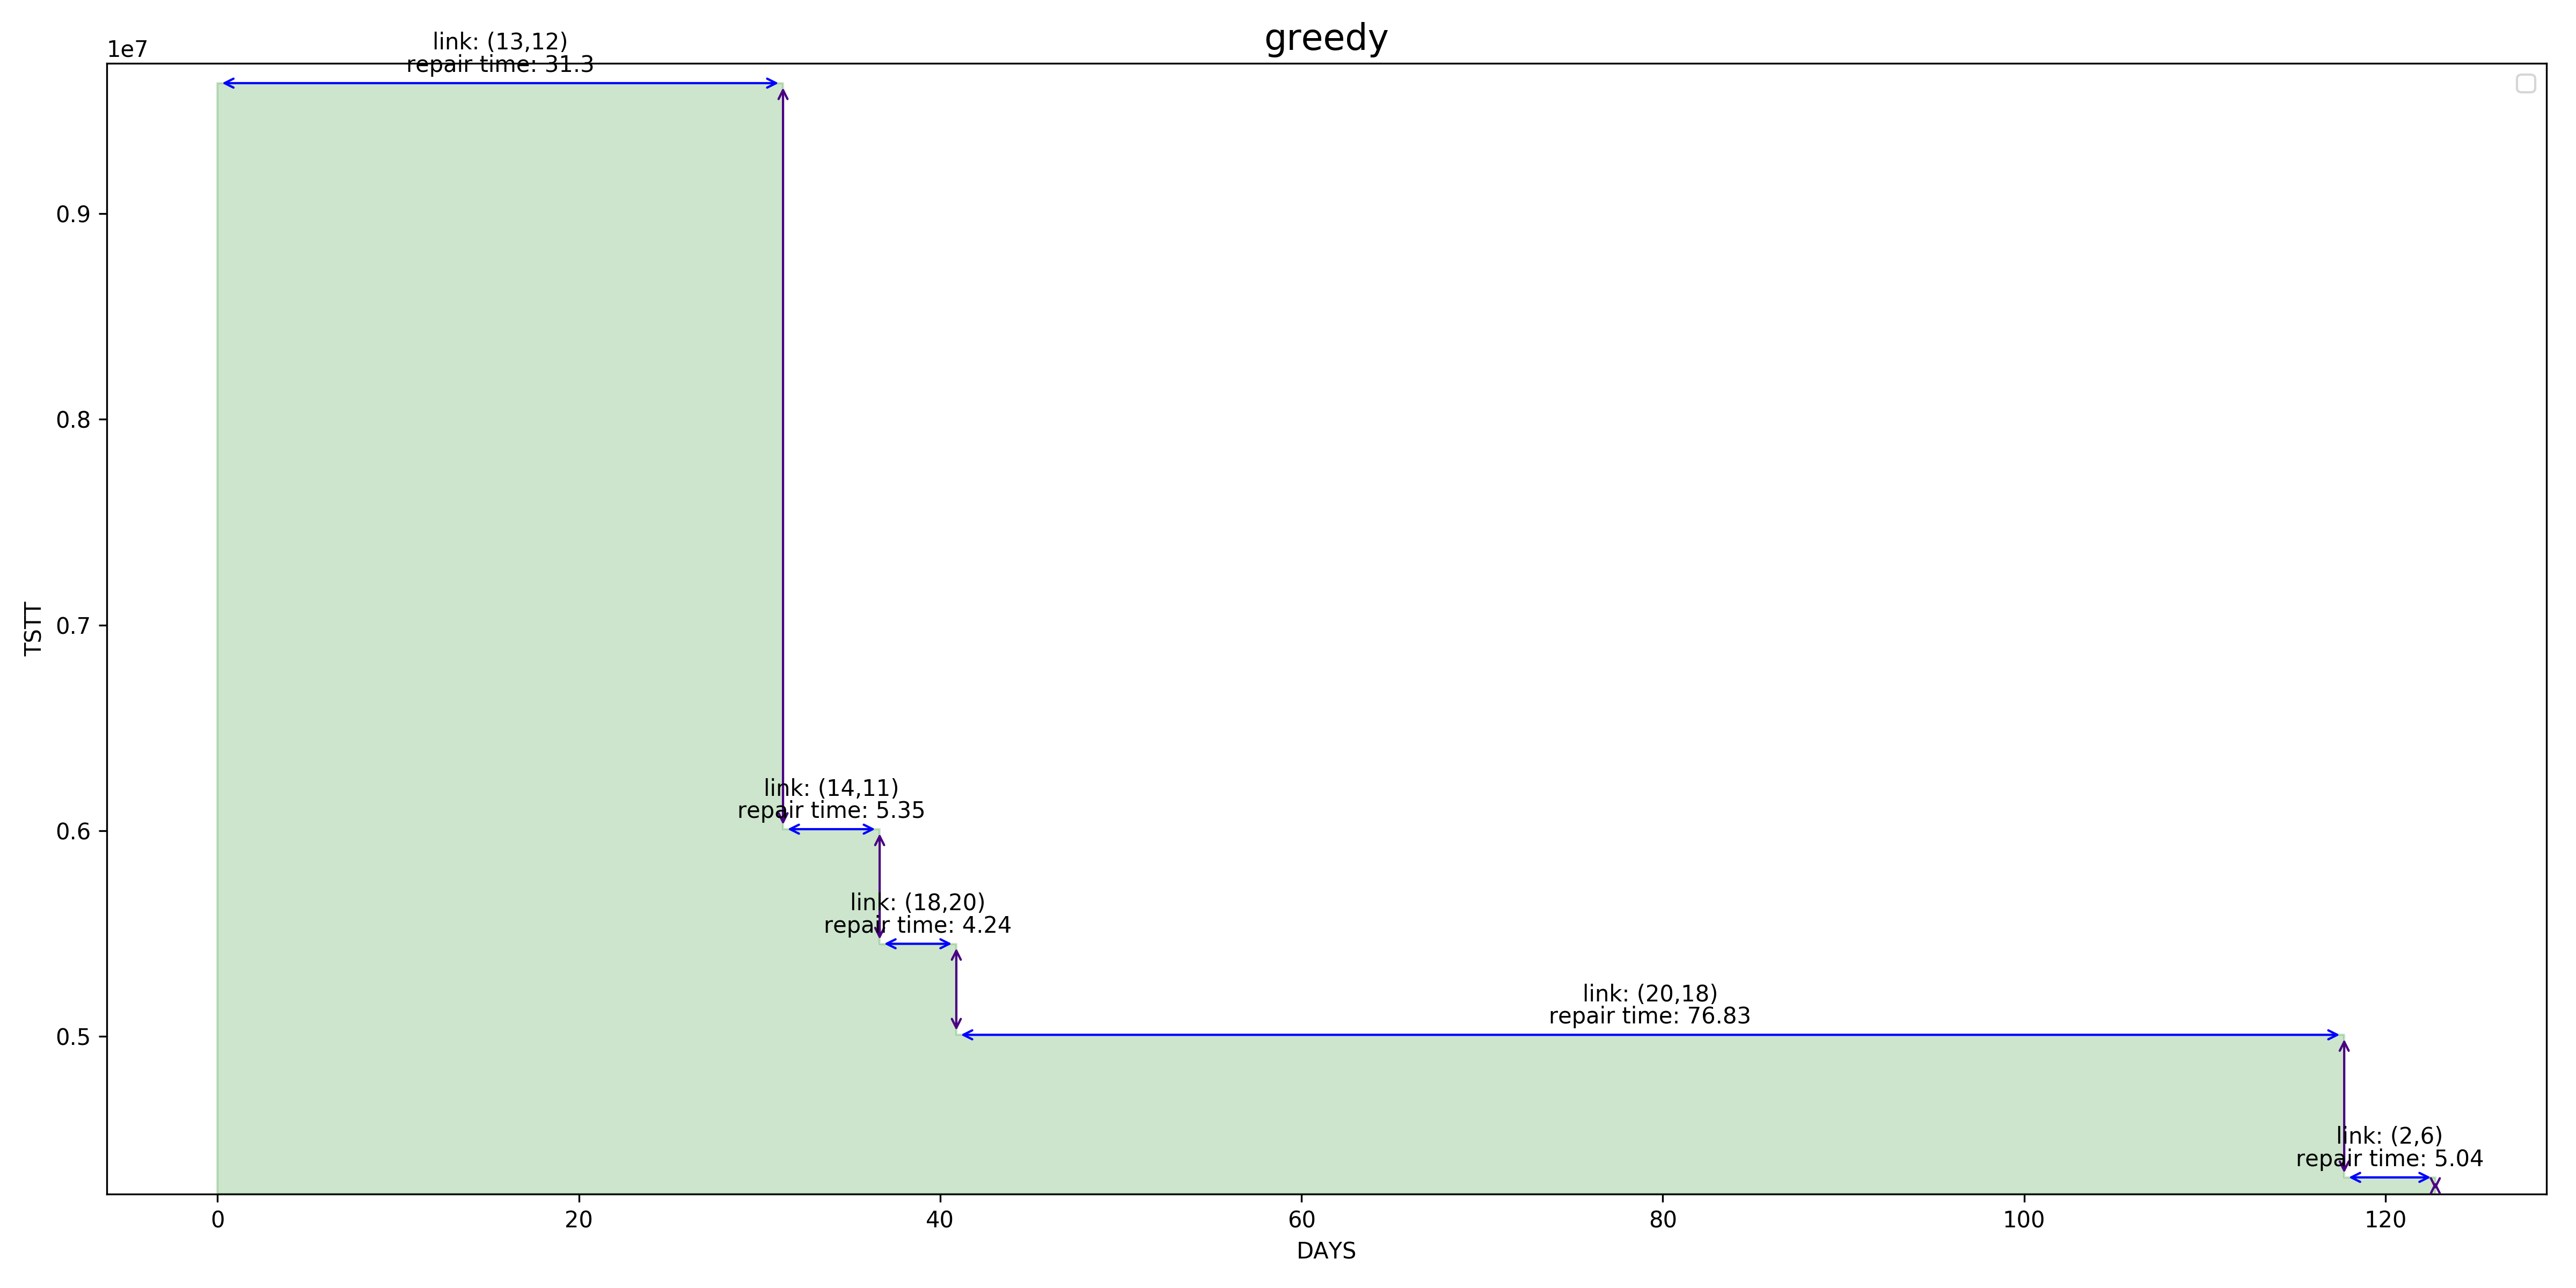 greedy
1e7
link: (13,12)
repair time: 31.3
0.9
0.8
0.7
TSTT
link: (14,11)
repair time: 5.35
0.6
link: (18,20)
repair time: 4.24
link: (20,18)
repair time: 76.83
0.5
link: (2,6)
repair time: 5.04
0 20 40 60 80 100 120
DAYS